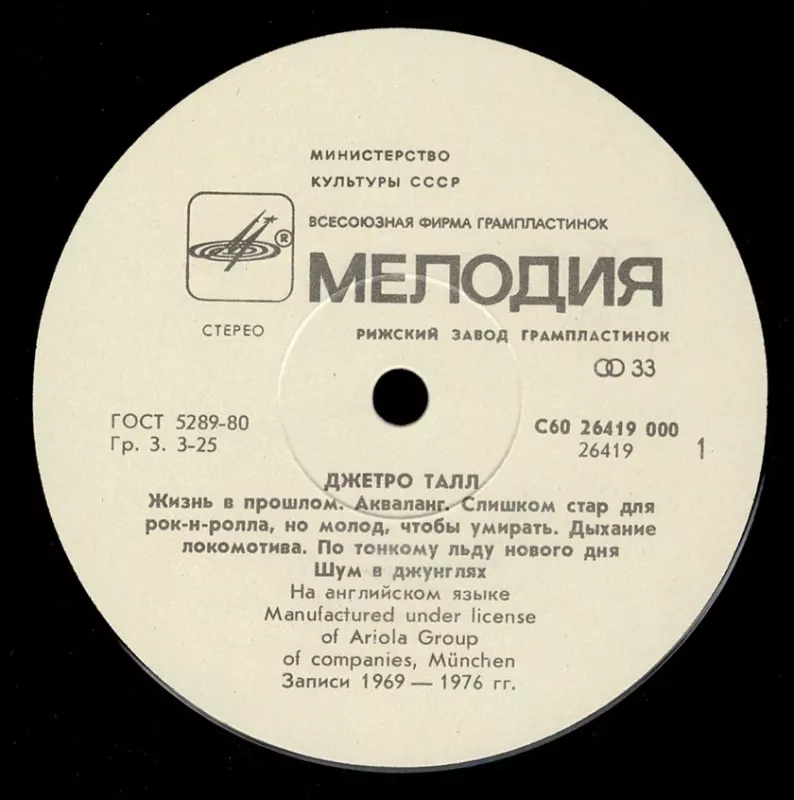 МИНИСТЕРСТВО
КУЛЬТУРЫ СССР
ВСЕСОЮЗНАЯ ФИРМА ГРАМПЛАСТИНОК
®
МЕЛОДИЯ
СТЕРЕО
РИЖСКИЙ ЗАВОД ГРАМПЛАСТИНОК
33
ГОСТ 5289-80
Гр. 3. 3-25
С60 26419 000
26419 1
ДЖЕТРО ТАЛЛ
Жизнь в прошлом. Акваланг. Слишком стар для
рок-н-ролла, но молод, чтобы умирать. Дыхание
локомотива. По тонкому льду нового дня
Шум в джунглях
На английском языке
Manufactured under license
of Ariola Group
of companies, München
Записи 1969 — 1976 гг.